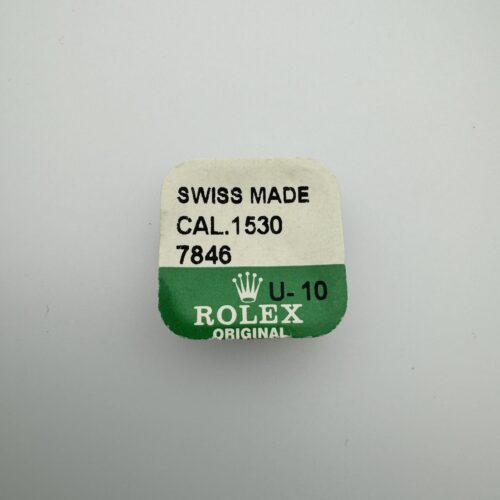 SWISS MADE
CAL.1530
7846
U- 10
ROLEX
ORIGINAL